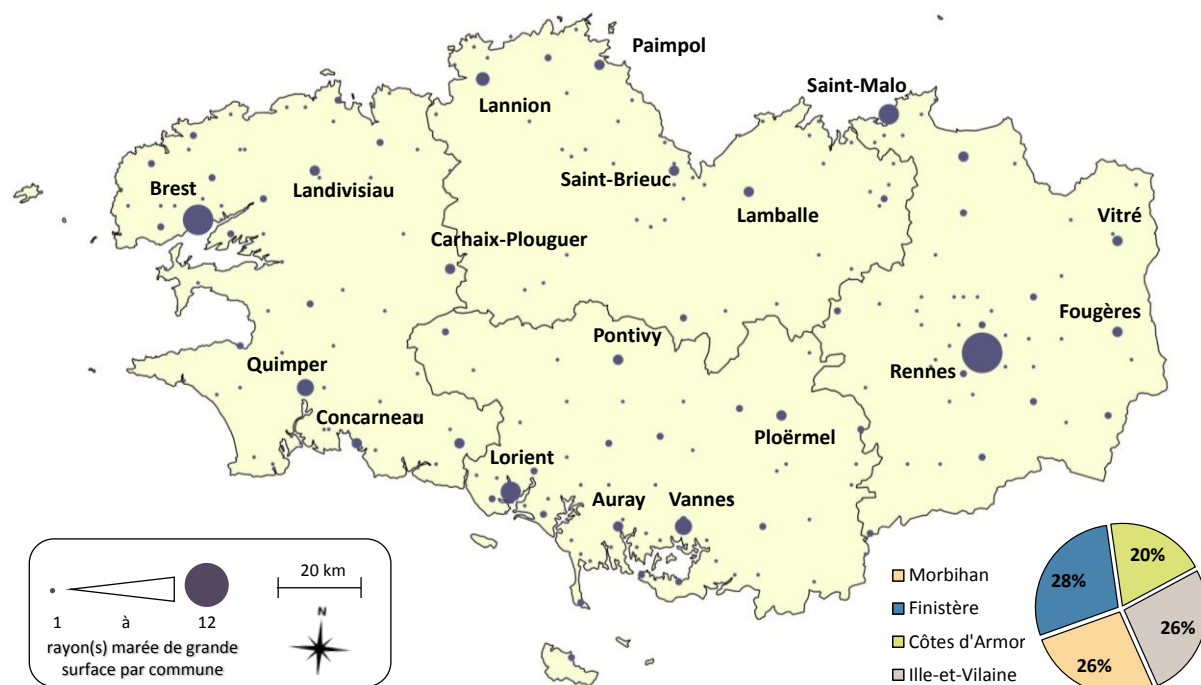 Paimpol
Saint-Malo
Lannion
Saint-Brieuc
Brest
Landivisiau
Lamballe
Vitré
Carhaix-Plouguer
Fougères
Pontivy
Quimper
Rennes
Concarneau
Ploërmel
Lorient
Auray
Vannes
1 à 12
rayon(s) marée de grande
surface par commune
20 km
N
Morbihan
Finistère
Côtes d'Armor
Ille-et-Vilaine
28%
20%
26%
26%